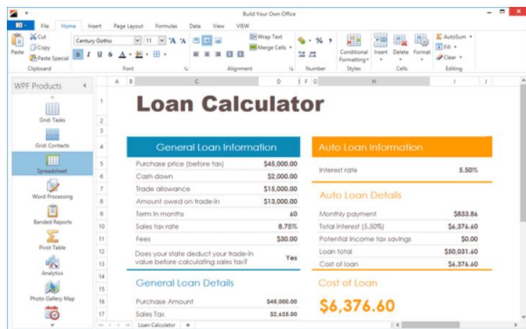 Build Your Own Office
File Home Insert Page Layout Formulas Data View VIEW
Cut
Copy
Paste Special
Paste
Century Gothic 11
Wrap Text
Merge Cells
Conditional Formatting
Insert Delete Format
AutoSum
Fill
Clear
Clipboard Font Alignment Number Styles Cells Editing
WPF Products
Grid: Tasks
Grid: Contacts
Spreadsheet
Word Processing
Banded Reports
Pivot Table
Analytics
Photo Gallery Map
Loan Calculator
General Loan Information
Purchase price (before tax) $45,000.00
Cash down $2,000.00
Trade allowance $15,000.00
Amount owed on trade-in $13,000.00
Term in months 60
Sales tax rate 8.75%
Fees $30.00
Does your state deduct your trade-in
value before calculating sales tax? Yes
General Loan Details
Purchase Amount $45,000.00
Sales Tax $2,625.00
Auto Loan Information
Interest rate 5.50%
Auto Loan Details
Monthly payment $833.86
Total Interest (5.50%) $6,376.60
Potential income tax savings $0.00
Loan total $50,031.60
Cost of loan $6,376.60
Cost of Loan
$6,376.60
Loan Calculator